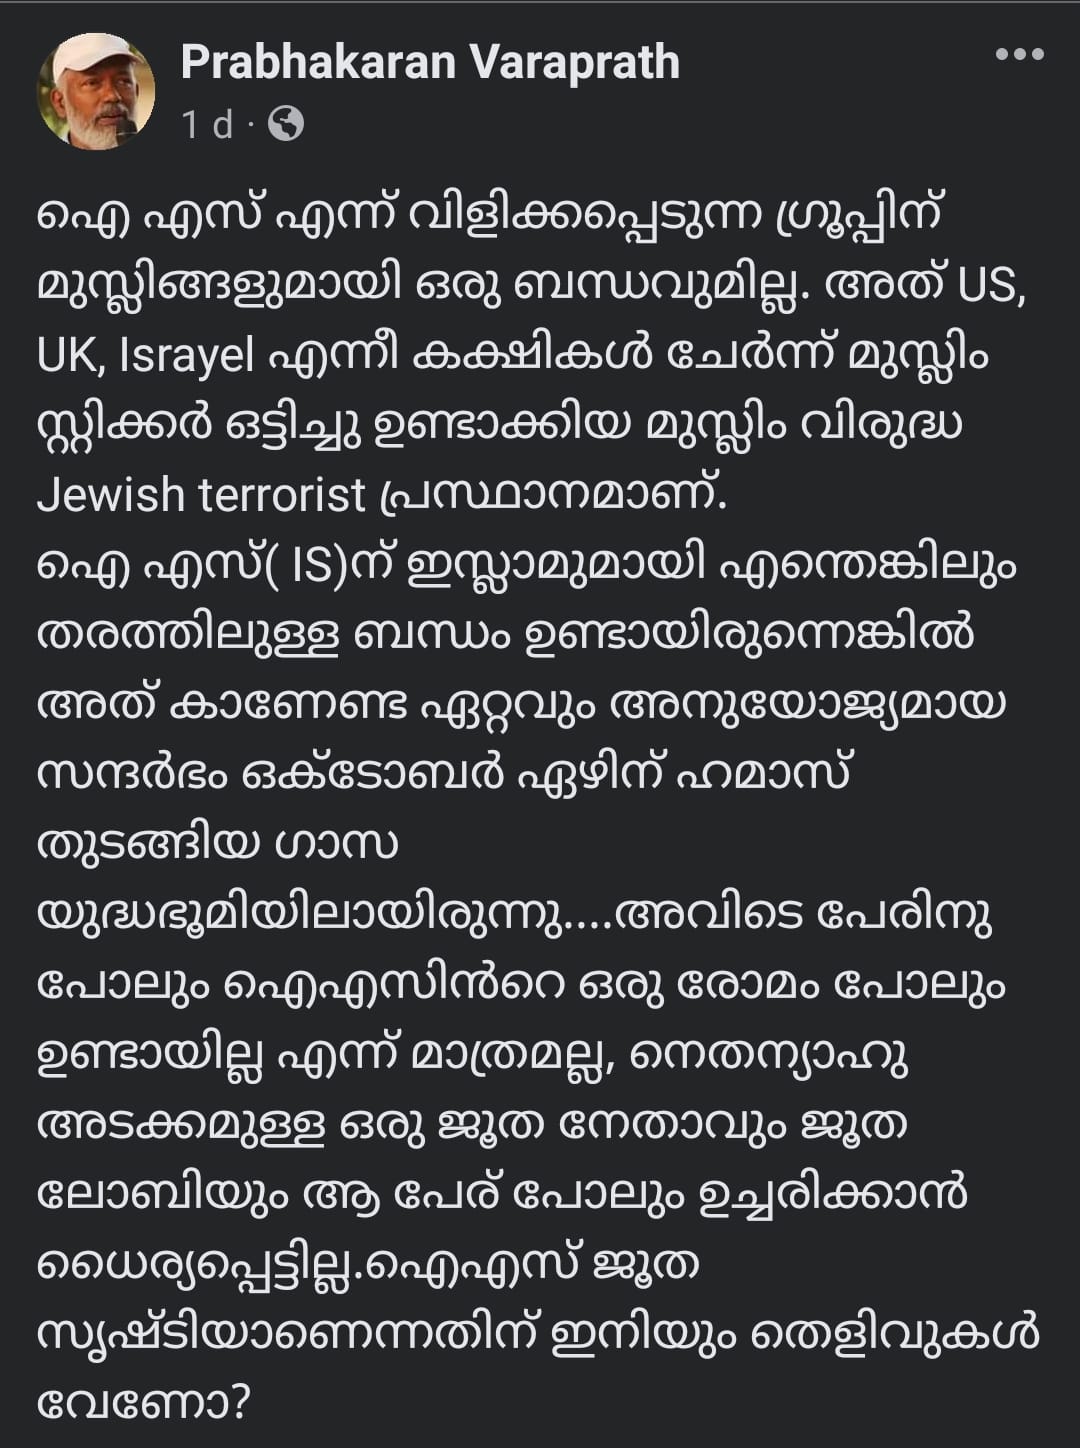 Prabhakaran Varaprath
1 d ·
ഐ എസ് എന്ന് വിളിക്കപ്പെടുന്ന ഗ്രൂപ്പിന്
മുസ്ലിങ്ങളുമായി ഒരു ബന്ധവുമില്ല. അത് US,
UK, Israyel എന്നീ കക്ഷികൾ ചേർന്ന് മുസ്ലിം
സ്റ്റിക്കർ ഒട്ടിച്ചു ഉണ്ടാക്കിയ മുസ്ലിം വിരുദ്ധ
Jewish terrorist പ്രസ്ഥാനമാണ്.
ഐ എസ്( IS)ന് ഇസ്ലാമുമായി എന്തെങ്കിലും
തരത്തിലുള്ള ബന്ധം ഉണ്ടായിരുന്നെങ്കിൽ
അത് കാണേണ്ട ഏറ്റവും അനുയോജ്യമായ
സന്ദർഭം ഒക്ടോബർ ഏഴിന് ഹമാസ്
തുടങ്ങിയ ഗാസ
യുദ്ധഭൂമിയിലായിരുന്നു....അവിടെ പേരിനു
പോലും ഐഎസിൻറെ ഒരു രോമം പോലും
ഉണ്ടായില്ല എന്ന് മാത്രമല്ല, നെതന്യാഹു
അടക്കമുള്ള ഒരു ജൂത നേതാവും ജൂത
ലോബിയും ആ പേര് പോലും ഉച്ചരിക്കാൻ
ധൈര്യപ്പെട്ടില്ല.ഐഎസ് ജൂത
സൃഷ്ടിയാണെന്നതിന് ഇനിയും തെളിവുകൾ
വേണോ?